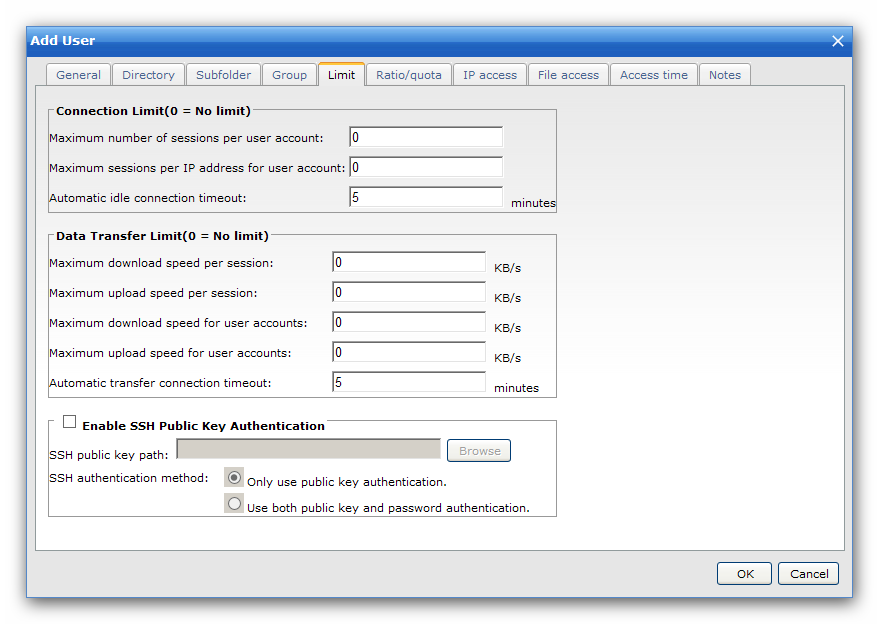 Add User
General Directory Subfolder Group Limit Ratio/quota IP access File access Access time Notes
Connection Limit(0 = No limit)
Maximum number of sessions per user account: 0
Maximum sessions per IP address for user account: 0
Automatic idle connection timeout: 5 minutes
Data Transfer Limit(0 = No limit)
Maximum download speed per session: 0 KB/s
Maximum upload speed per session: 0 KB/s
Maximum download speed for user accounts: 0 KB/s
Maximum upload speed for user accounts: 0 KB/s
Automatic transfer connection timeout: 5 minutes
Enable SSH Public Key Authentication
SSH public key path: Browse
SSH authentication method: Only use public key authentication.
Use both public key and password authentication.
OK Cancel